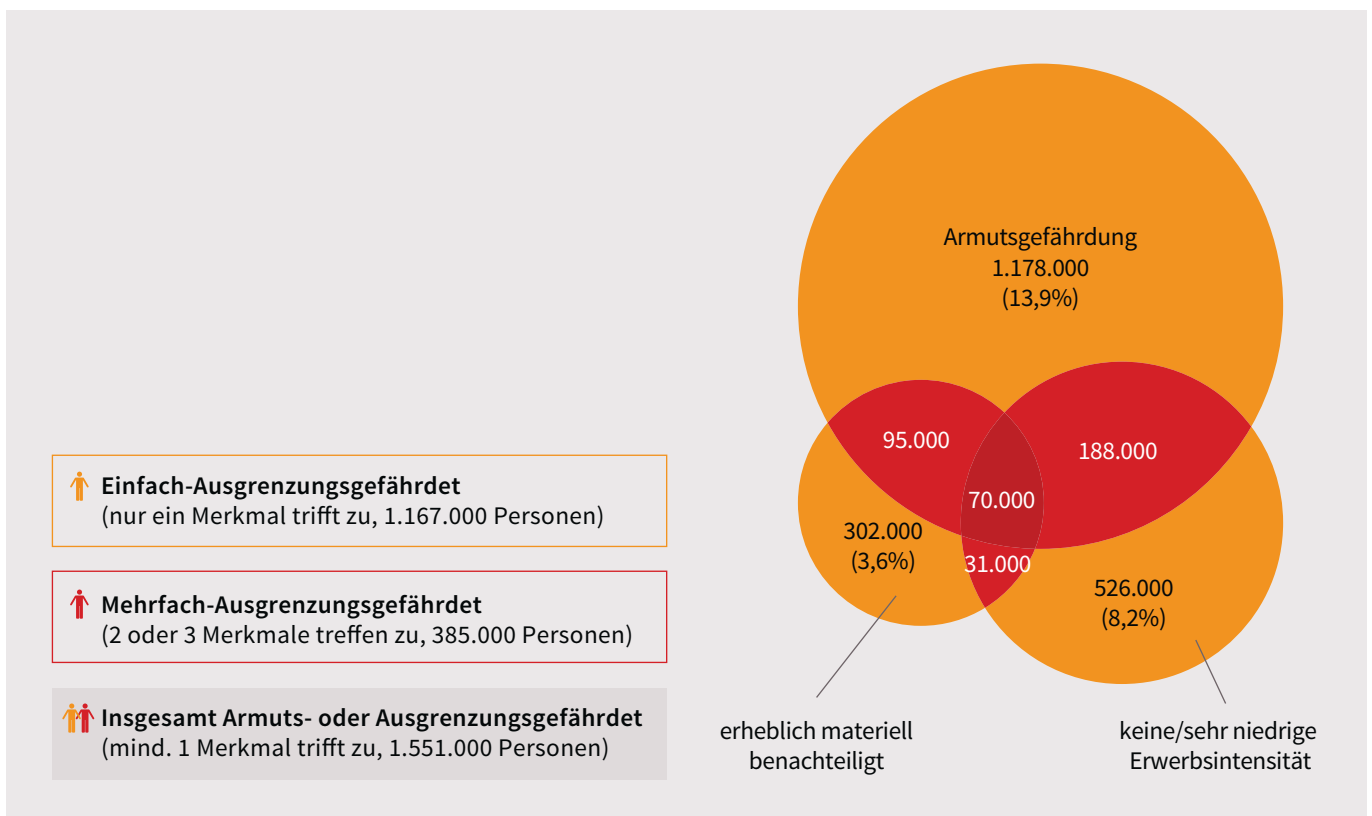 Armutsgefährdung
1.178.000
(13,9%)
95.000
188.000
70.000
302.000
(3,6%)
31.000
526.000
(8,2%)
erheblich materiell
benachteiligt
keine/sehr niedrige
Erwerbsintensität
Einfach-Ausgrenzungsgefährdet
(nur ein Merkmal trifft zu, 1.167.000 Personen)
Mehrfach-Ausgrenzungsgefährdet
(2 oder 3 Merkmale treffen zu, 385.000 Personen)
Insgesamt Armuts- oder Ausgrenzungsgefährdet
(mind. 1 Merkmal trifft zu, 1.551.000 Personen)